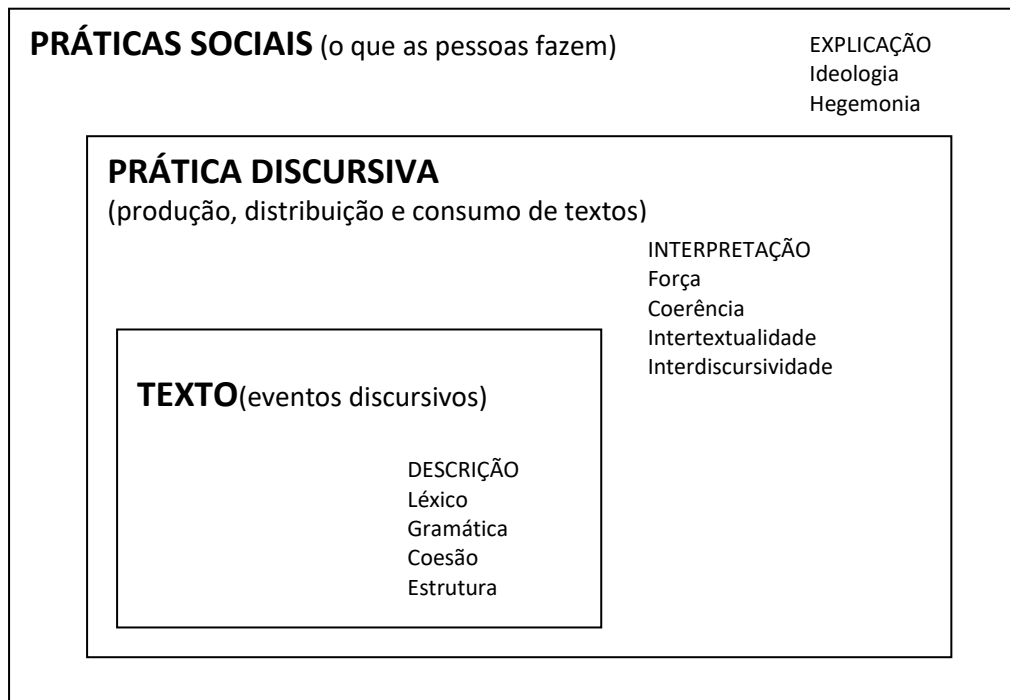 PRÁTICAS SOCIAIS (o que as pessoas fazem)
EXPLICAÇÃO
Ideologia
Hegemonia
PRÁTICA DISCURSIVA
(produção, distribuição e consumo de textos)
INTERPRETAÇÃO
Força
Coerência
Intertextualidade
Interdiscursividade
TEXTO(eventos discursivos)
DESCRIÇÃO
Léxico
Gramática
Coesão
Estrutura